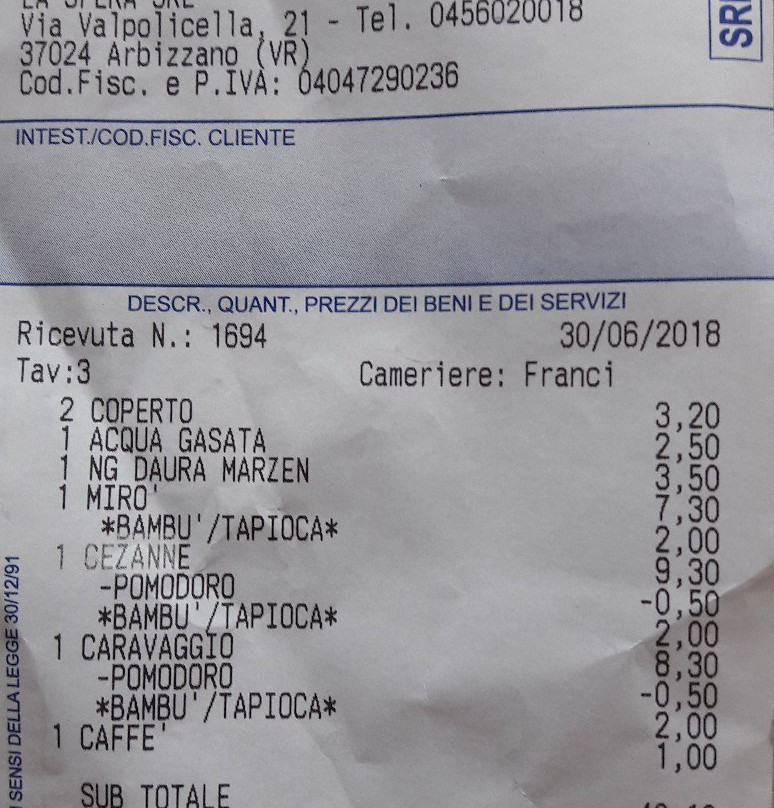 Via Valpolicella, 21 - Tel. 0456020018
37024 Arbizzano (VR)
Cod.Fisc. e P.IVA: 04047290236
SRL
INTEST./COD.FISC. CLIENTE
DESCR., QUANT., PREZZI DEI BENI E DEI SERVIZI
Ricevuta N.: 1694 30/06/2018
Tav:3 Cameriere: Franci
2 COPERTO 3,20
1 ACQUA GASATA 2,50
1 NG DAURA MARZEN 3,50
1 MIRO' 7,30
*BAMBU'/TAPIOCA* 2,00
1 CEZANNE 9,30
-POMODORO -0,50
*BAMBU'/TAPIOCA* 2,00
1 CARAVAGGIO 8,30
-POMODORO -0,50
*BAMBU'/TAPIOCA* 2,00
1 CAFFE' 1,00
SUB TOTALE
SENSI DELLA LEGGE 30/12/91